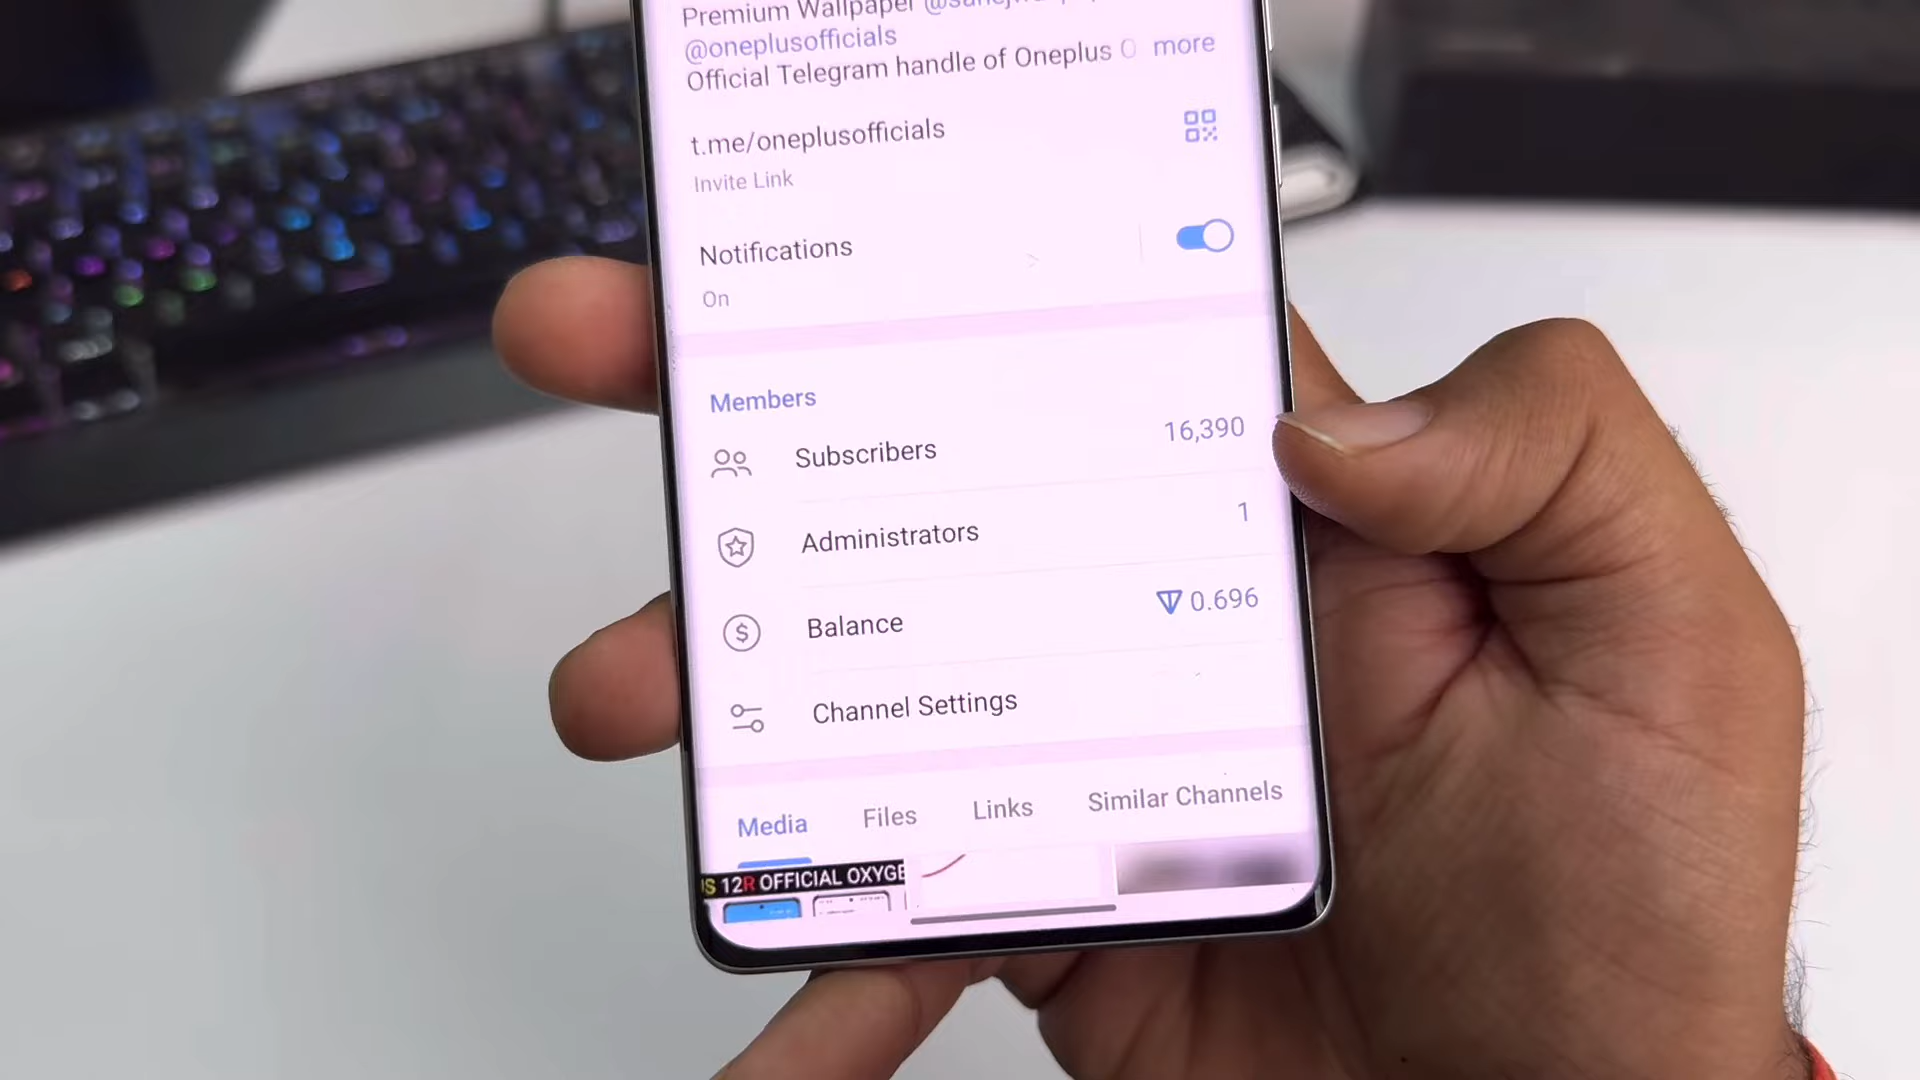 Premium Wallpaper
@oneplusofficials
Official Telegram handle of Oneplus O more
t.me/oneplusofficials
Invite Link
Notifications
On
Members
Subscribers 16,390
Administrators 1
Balance 0.696
Channel Settings
Media Files Links Similar Channels
12R OFFICIAL OXYGE